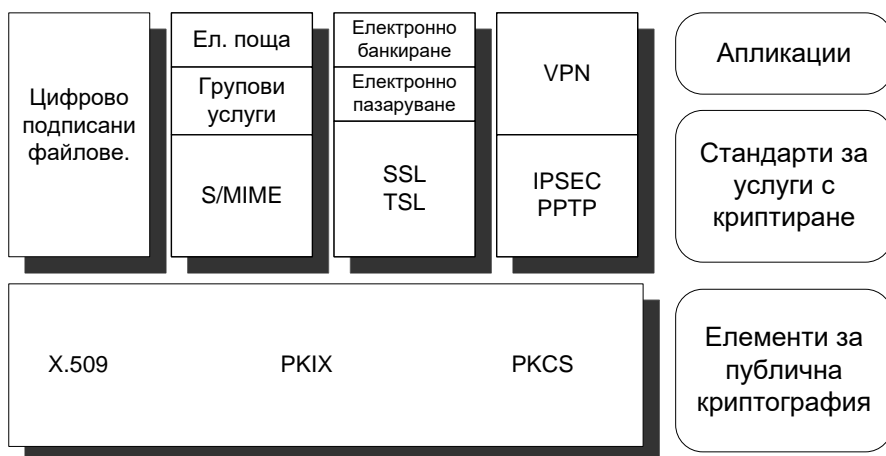 Цифрово
подписани
файлове.
Ел. поща
Групови
услуги
S/MIME
Електронно
банкиране
Електронно
пазаруване
SSL
TSL
VPN
IPSEC
PPTP
Апликации
Стандарти за
услуги с
криптиране
X.509
PKIX
PKCS
Елементи за
публична
криптография